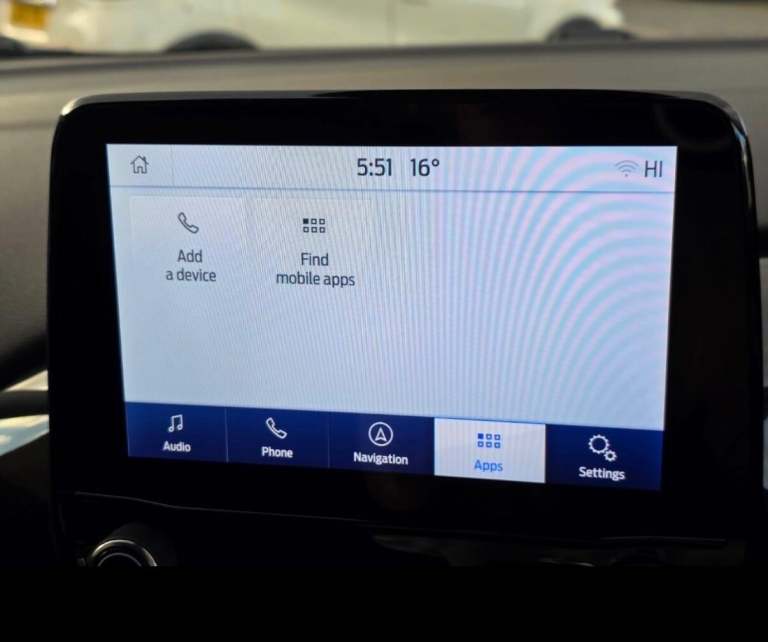 5:51 16° HI
Add
a device
Find
mobile apps
Audio
Phone
Navigation
Apps
Settings